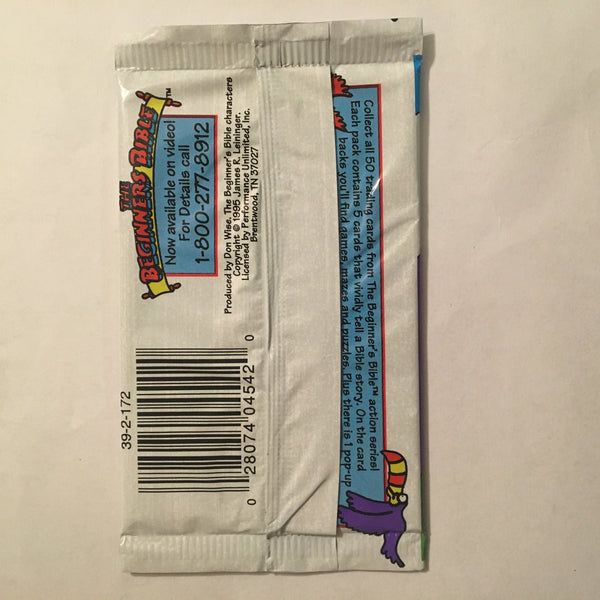 THE
BEGINNERS BIBLE™
Now available on video!
For Details call
1-800-277-8912
Produced by Don Wise. The Beginner's Bible characters
Copyright © 1995 James R. Leininger.
Licensed by Performance Unlimited, Inc.
Brentwood, TN 37027
39-2-172
0 28074 04542 0
Collect all 50 trading cards from The Beginner's Bible™ action series!
Each pack contains 5 cards that vividly tell a Bible story. On the card
backs you'll find games, mazes and puzzles. Plus there is 1 pop-up